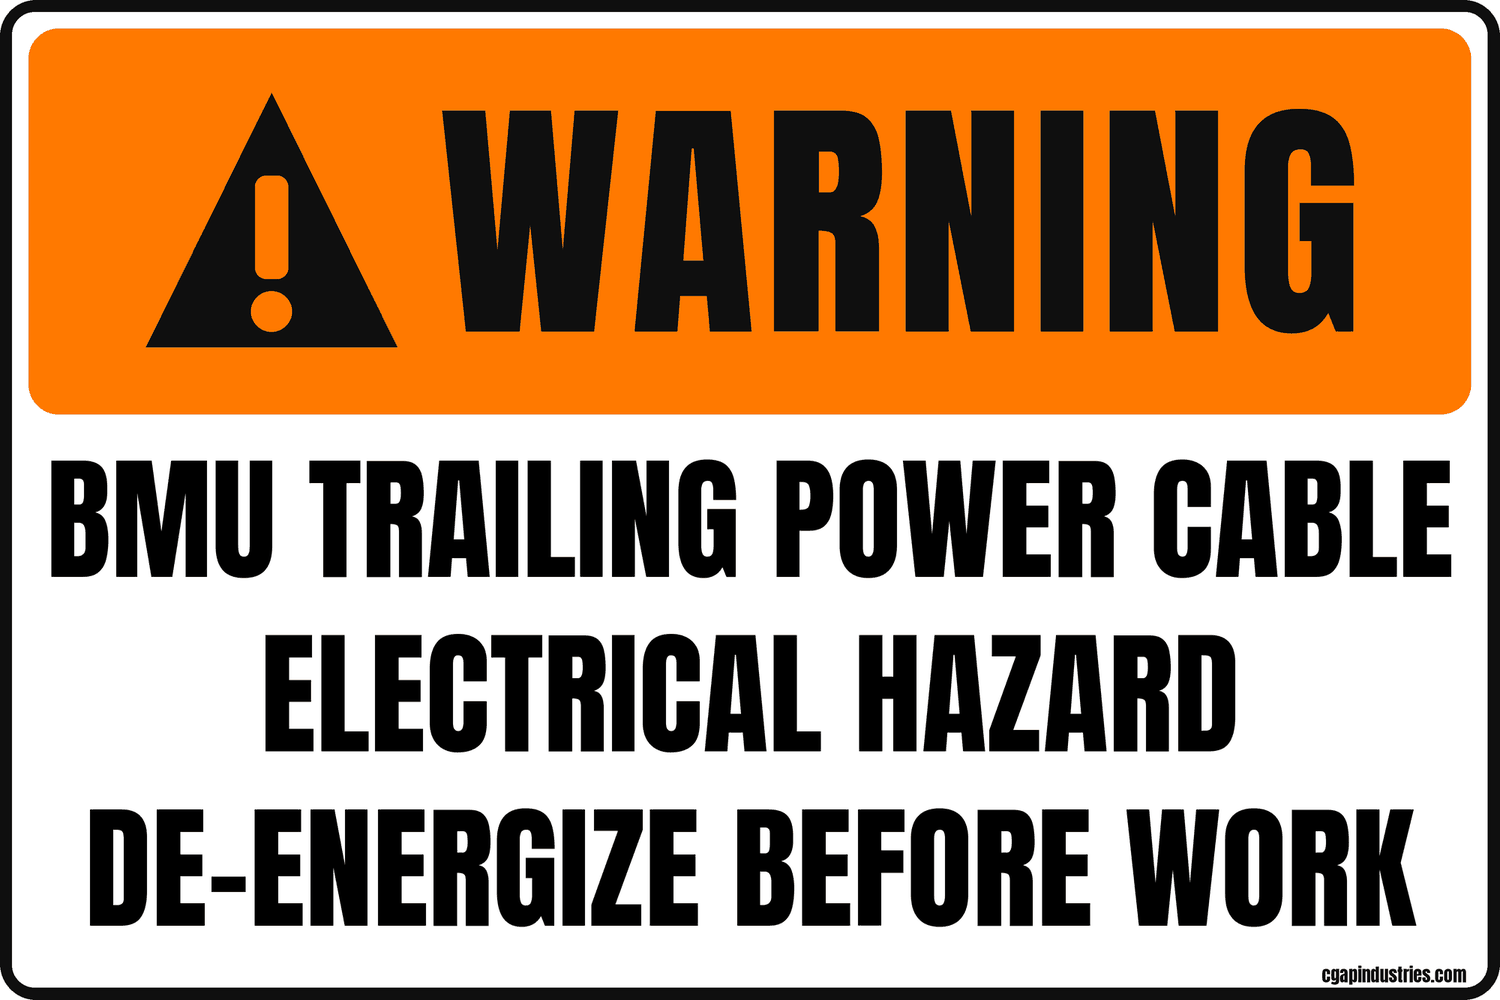 WARNING
BMU TRAILING POWER CABLE
ELECTRICAL HAZARD
DE-ENERGIZE BEFORE WORK
cgapindustries.com